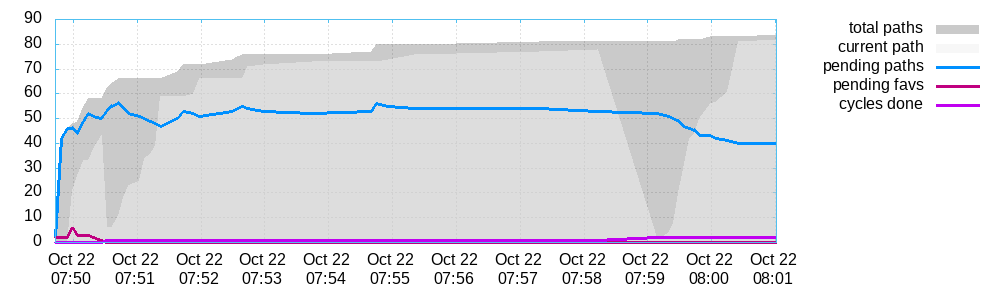 90
80
70
60
50
40
30
20
10
0
Oct 22 Oct 22 Oct 22 Oct 22 Oct 22 Oct 22 Oct 22 Oct 22 Oct 22 Oct 22 Oct 22 Oct 22
07:50 07:51 07:52 07:53 07:54 07:55 07:56 07:57 07:58 07:59 08:00 08:01
total paths
current path
pending paths
pending favs
cycles done